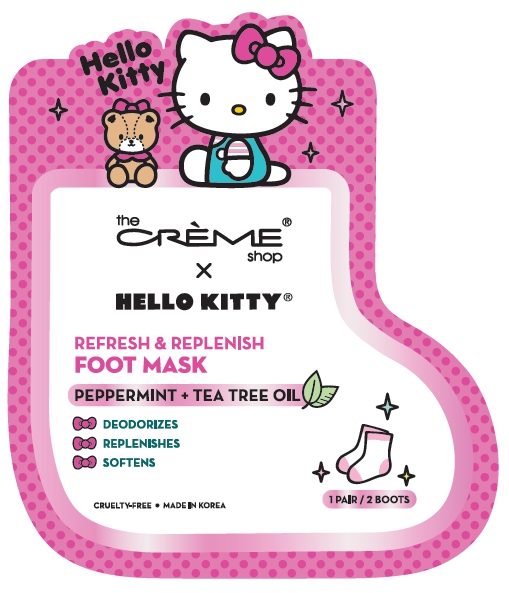 Hello
Kitty
the
CRÈME®
shop
×
HELLO KITTY®
REFRESH & REPLENISH
FOOT MASK
PEPPERMINT + TEA TREE OIL
DEODORIZES
REPLENISHES
SOFTENS
1 PAIR / 2 BOOTS
CRUELTY-FREE • MADE IN KOREA